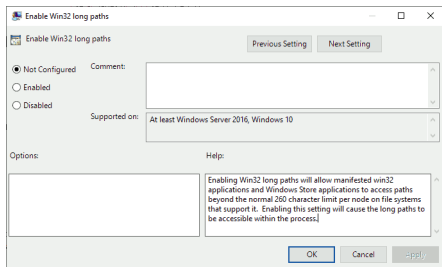 Enable Win32 long paths
Enable Win32 long paths
Previous Setting
Next Setting
Not Configured
Comment:
Enabled
Disabled
Supported on:
At least Windows Server 2016, Windows 10
Options:
Help:
Enabling Win32 long paths will allow manifested win32
applications and Windows Store applications to access paths
beyond the normal 260 character limit per node on file systems
that support it. Enabling this setting will cause the long paths to
be accessible within the process.
OK
Cancel
Apply